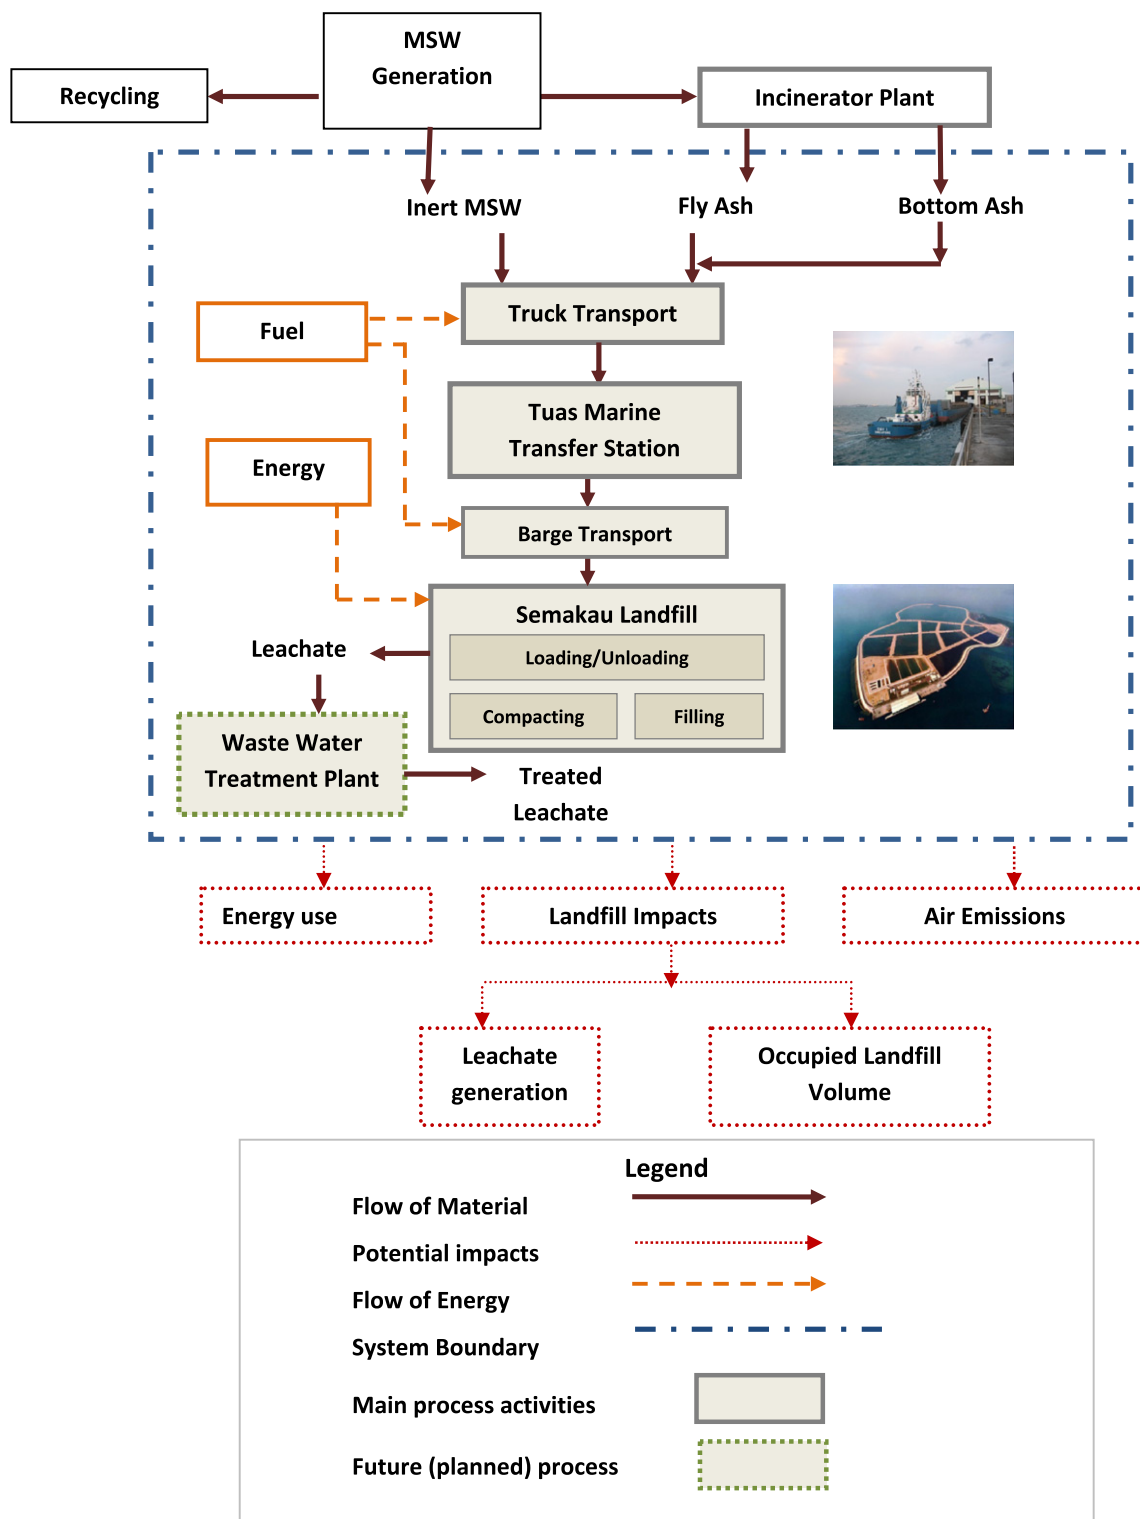 MSW
Generation
Recycling
Incinerator Plant
Inert MSW
Fly Ash
Bottom Ash
Truck Transport
Fuel
Tuas Marine
Transfer Station
Energy
Barge Transport
Semakau Landfill
Loading/Unloading
Leachate
Compacting
Filling
Waste Water
Treatment Plant
Treated
Leachate
Energy use
Landfill Impacts
Air Emissions
Leachate
generation
Occupied Landfill
Volume
Legend
Flow of Material
Potential impacts
Flow of Energy
System Boundary
Main process activities
Future (planned) process